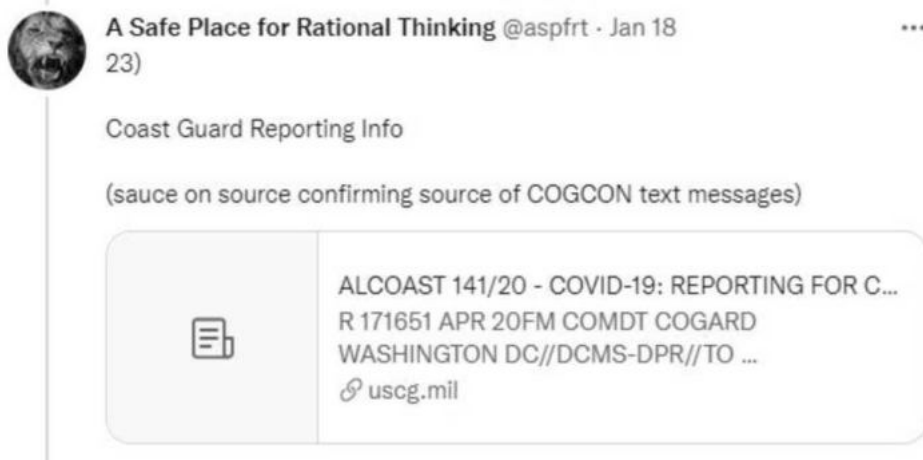 A Safe Place for Rational Thinking @aspfrt · Jan 18
23)
Coast Guard Reporting Info
(sauce on source confirming source of COGCON text messages)
ALCOAST 141/20 - COVID-19: REPORTING FOR C...
R 171651 APR 20FM COMDT COGARD
WASHINGTON DC//DCMS-DPR//TO ...
uscg.mil